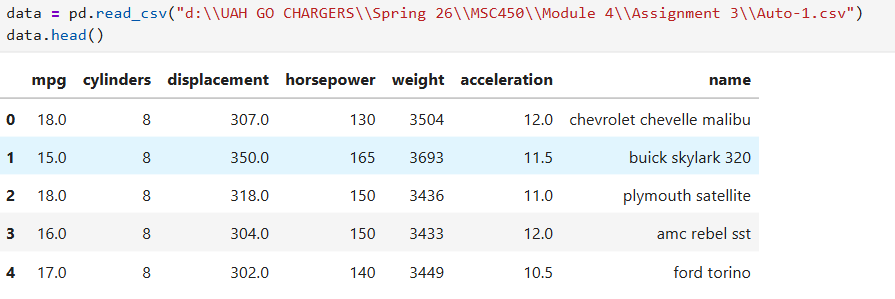 data = pd.read_csv("d:\\UAH GO CHARGERS\\Spring 26\\MSC450\\Module 4\\Assignment 3\\Auto-1.csv")
data.head()
mpg cylinders displacement horsepower weight acceleration name
0 18.0 8 307.0 130 3504 12.0 chevrolet chevelle malibu
1 15.0 8 350.0 165 3693 11.5 buick skylark 320
2 18.0 8 318.0 150 3436 11.0 plymouth satellite
3 16.0 8 304.0 150 3433 12.0 amc rebel sst
4 17.0 8 302.0 140 3449 10.5 ford torino